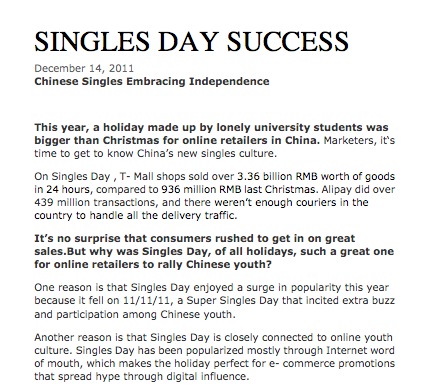 SINGLES DAY SUCCESS
December 14, 2011
Chinese Singles Embracing Independence
This year, a holiday made up by lonely university students was
bigger than Christmas for online retailers in China. Marketers, it's
time to get to know China's new singles culture.
On Singles Day , T- Mall shops sold over 3.36 billion RMB worth of goods
in 24 hours, compared to 936 million RMB last Christmas. Alipay did over
439 million transactions, and there weren't enough couriers in the
country to handle all the delivery traffic.
It's no surprise that consumers rushed to get in on great
sales.But why was Singles Day, of all holidays, such a great one
for online retailers to rally Chinese youth?
One reason is that Singles Day enjoyed a surge in popularity this year
because it fell on 11/11/11, a Super Singles Day that incited extra buzz
and participation among Chinese youth.
Another reason is that Singles Day is closely connected to online youth
culture. Singles Day has been popularized mostly through Internet word
of mouth, which makes the holiday perfect for e- commerce promotions
that spread hype through digital influence.